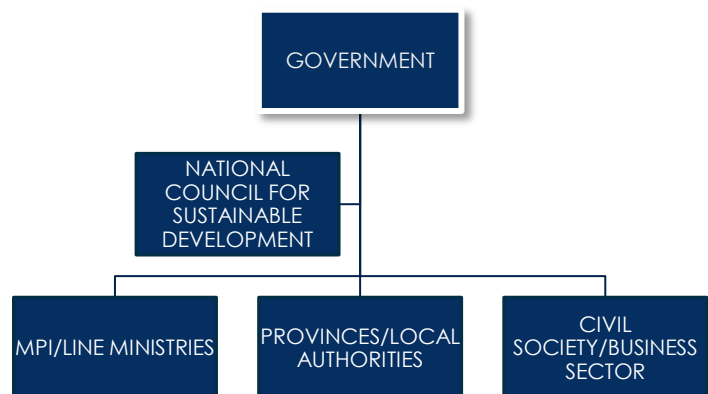 GOVERNMENT
NATIONAL
COUNCIL FOR
SUSTAINABLE
DEVELOPMENT
MPI/LINE MINISTRIES
PROVINCES/LOCAL
AUTHORITIES
CIVIL
SOCIETY/BUSINESS
SECTOR